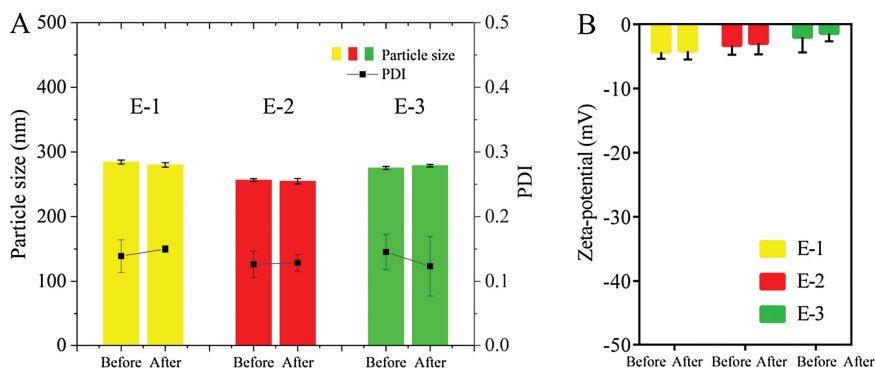 A
B
Particle size (nm)
500
400
300
200
100
0
Particle size
PDI
E-1
E-2
E-3
0.5
0.4
0.3
0.2
0.1
0.0
PDI
Before After
Before After
Before After
Zeta-potential (mV)
0
-10
-20
-30
-40
-50
E-1
E-2
E-3
Before After
Before After
Before After